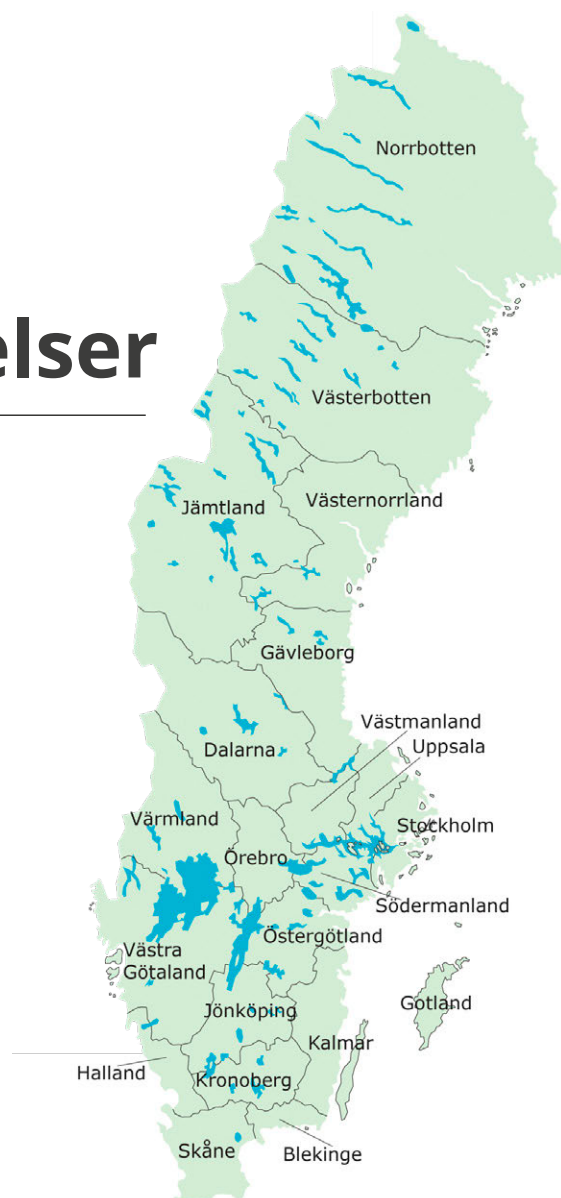 Norrbotten
elser
Västerbotten
Västernorrland
Jämtland
Gävleborg
Västmanland
Uppsala
Dalarna
Värmland
Stockholm
Örebro
Södermanland
Östergötland
Västra
Götaland
Gotland
Jönköping
Kalmar
Halland
Kronoberg
Skåne
Blekinge